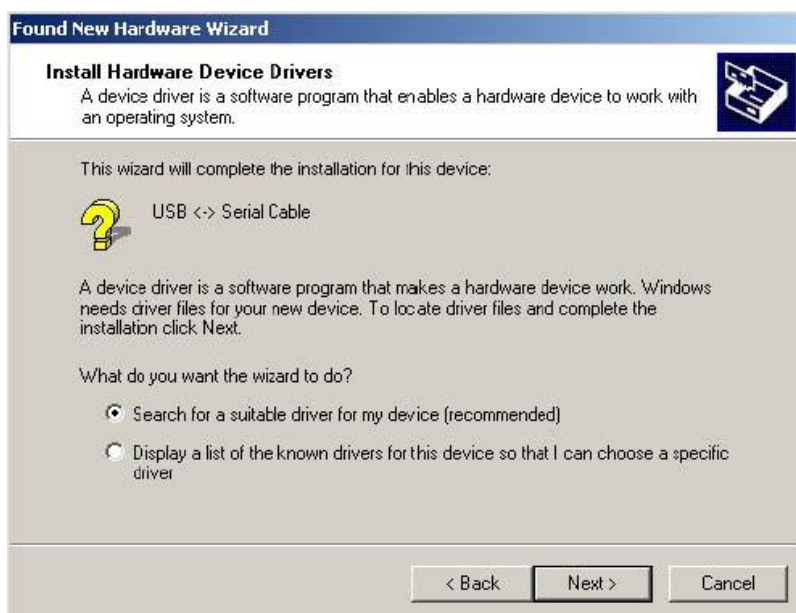 Found New Hardware Wizard
Install Hardware Device Drivers
A device driver is a software program that enables a hardware device to work with
an operating system.
This wizard will complete the installation for this device:
USB <-> Serial Cable
A device driver is a software program that makes a hardware device work. Windows
needs driver files for your new device. To locate driver files and complete the
installation click Next.
What do you want the wizard to do?
Search for a suitable driver for my device (recommended)
Display a list of the known drivers for this device so that I can choose a specific
driver
< Back Next > Cancel